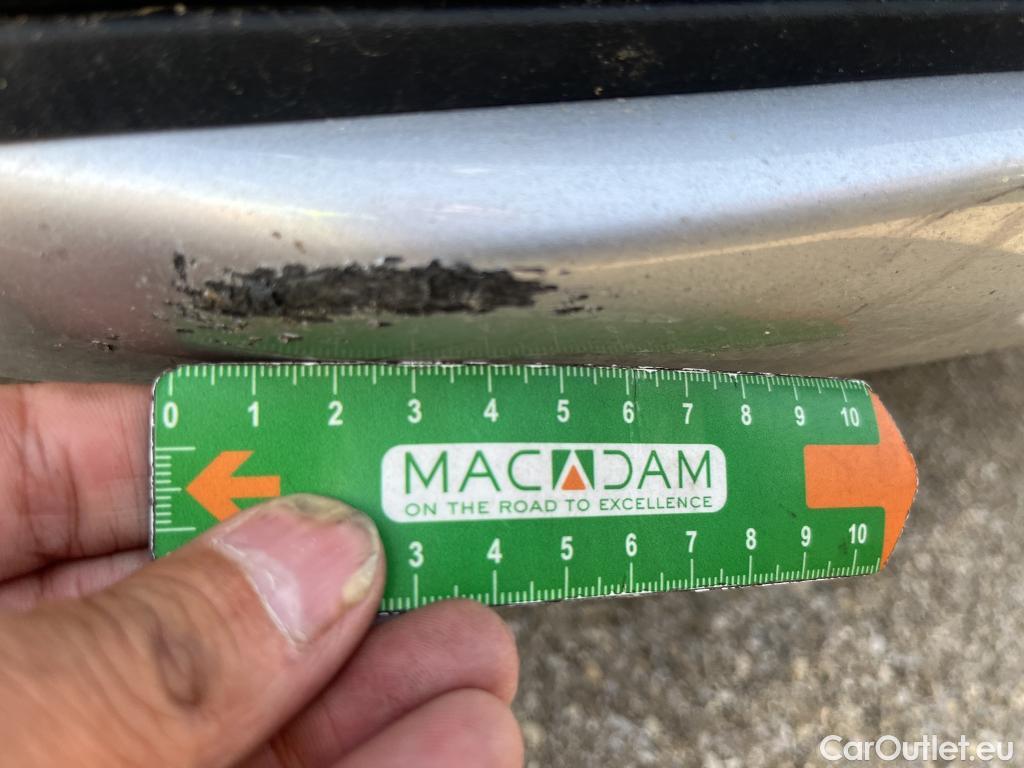 0 1 2 3 4 5 6 7 8 9 10
MACADAM
ON THE ROAD TO EXCELLENCE
3 4 5 6 7 8 9 10
CarOutlet.eu